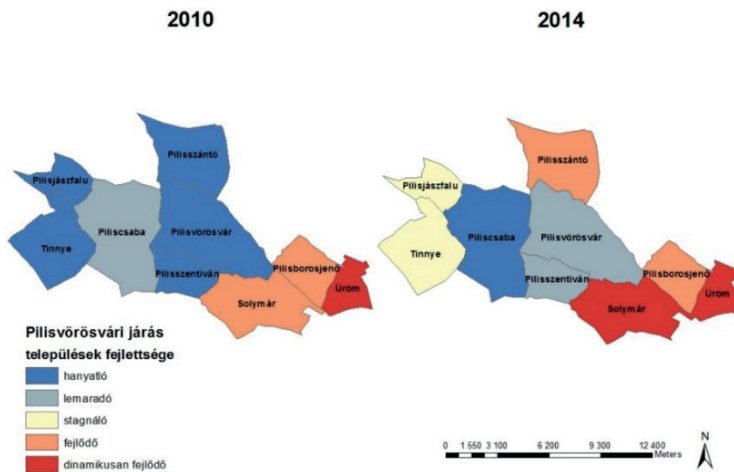 2010
2014
Pilisszántó
Pilisjászfalu
Piliscsaba
Tinnye
Pilisvörösvár
Pilisszentiván
Pilisborosjenő
Üröm
Solymár
Pilisszántó
Pilisjászfalu
Tinnye
Piliscsaba
Pilisvörösvár
Pilisszentiván
Pilisborosjenő
Üröm
Solymár
Pilisvörösvári járás
települések fejlettsége
hanyatló
lemaradó
stagnáló
fejlődő
dinamikusan fejlődő
0 1 550 3 100 6 200 9 300 12 400
Meters
N